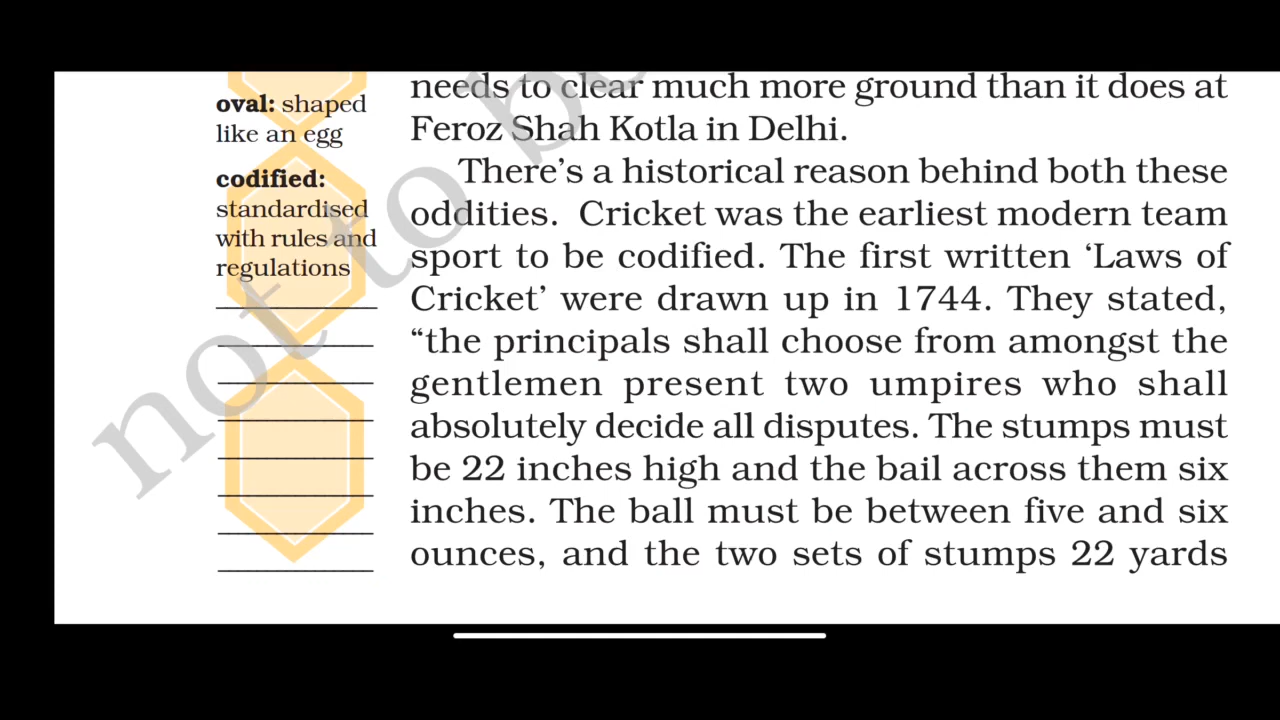 oval: shaped
like an egg
codified:
standardised
with rules and
regulations
needs to clear much more ground than it does at
Feroz Shah Kotla in Delhi.
There's a historical reason behind both these
oddities. Cricket was the earliest modern team
sport to be codified. The first written ‘Laws of
Cricket’ were drawn up in 1744. They stated,
“the principals shall choose from amongst the
gentlemen present two umpires who shall
absolutely decide all disputes. The stumps must
be 22 inches high and the bail across them six
inches. The ball must be between five and six
ounces, and the two sets of stumps 22 yards
not to be